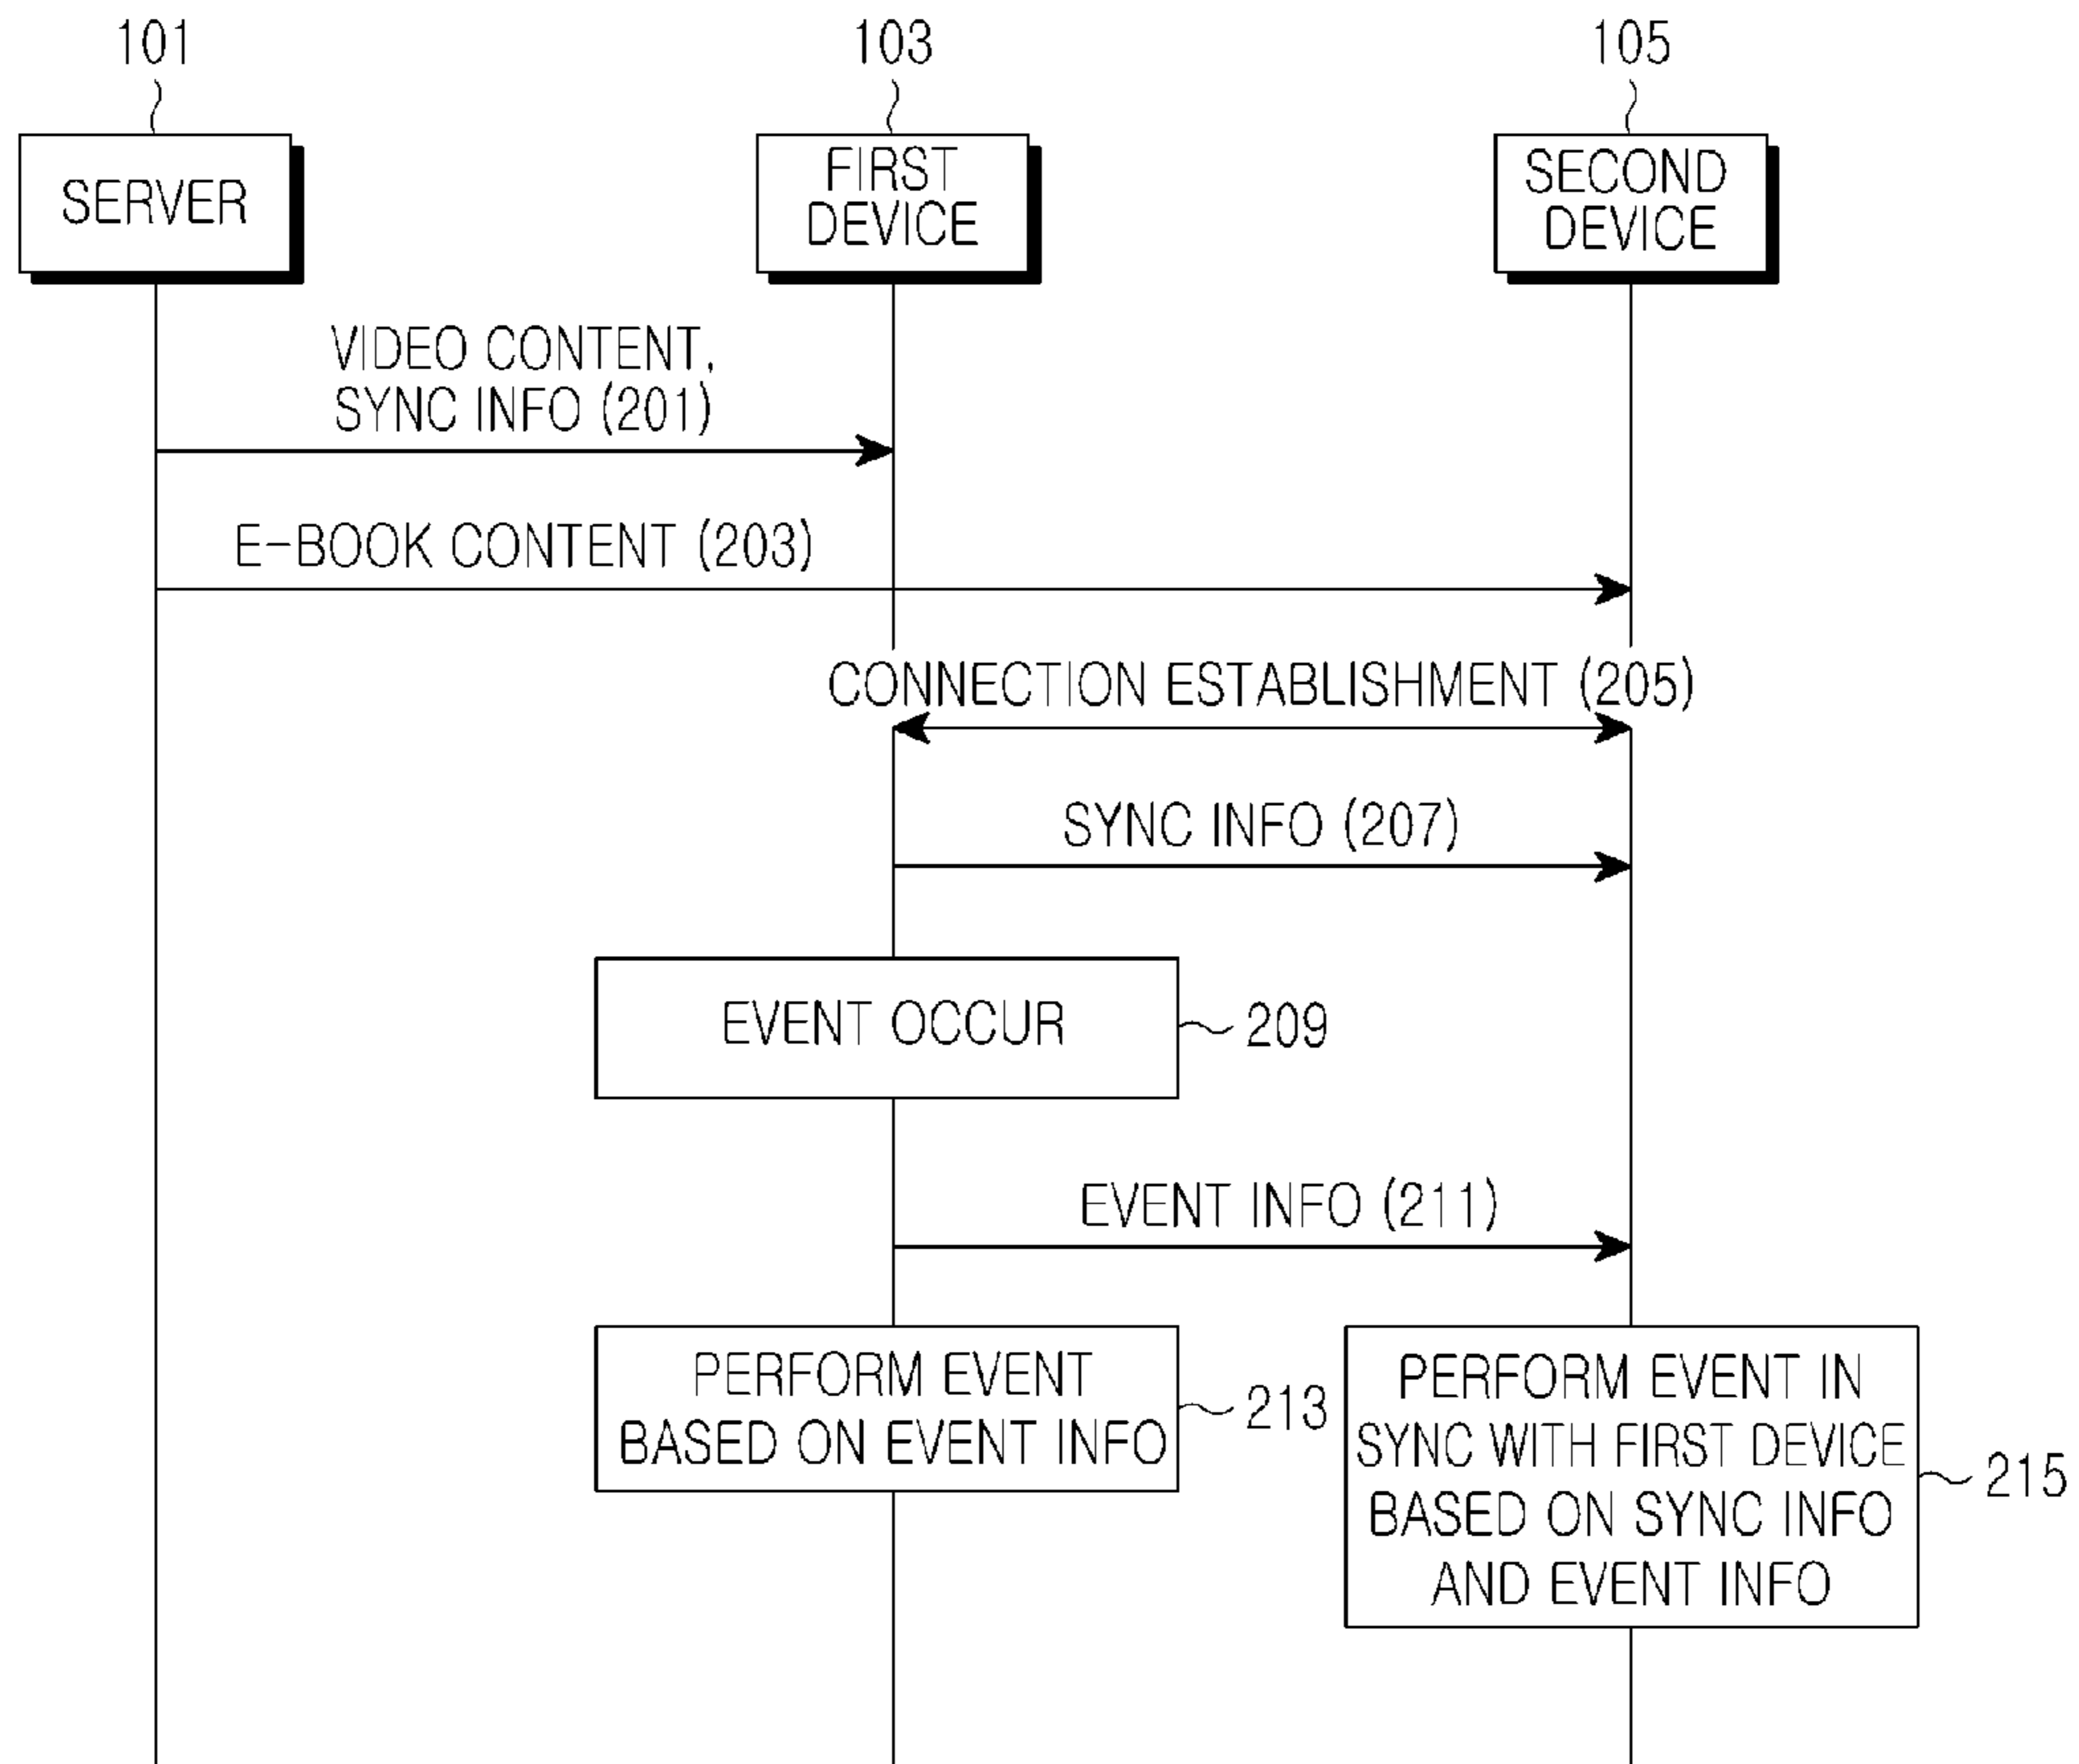 101
103
105
SERVER
FIRST
DEVICE
SECOND
DEVICE
VIDEO CONTENT,
SYNC INFO (201)
E-BOOK CONTENT (203)
CONNECTION ESTABLISHMENT (205)
SYNC INFO (207)
EVENT OCCUR
209
EVENT INFO (211)
PERFORM EVENT
BASED ON EVENT INFO
213
PERFORM EVENT IN
SYNC WITH FIRST DEVICE
BASED ON SYNC INFO
AND EVENT INFO
215